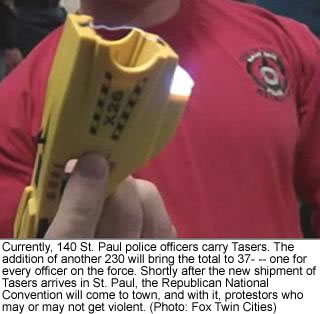 X26
Currently, 140 St. Paul police officers carry Tasers. The
addition of another 230 will bring the total to 37- -- one for
every officer on the force. Shortly after the new shipment of
Tasers arrives in St. Paul, the Republican National
Convention will come to town, and with it, protestors who
may or may not get violent. (Photo: Fox Twin Cities)